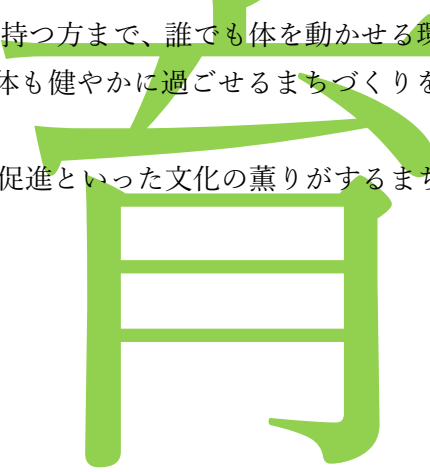 持つ方まで、誰でも体を動かせる環
体も健やかに過ごせるまちづくりを
促進といった文化の薫りがするまち
育